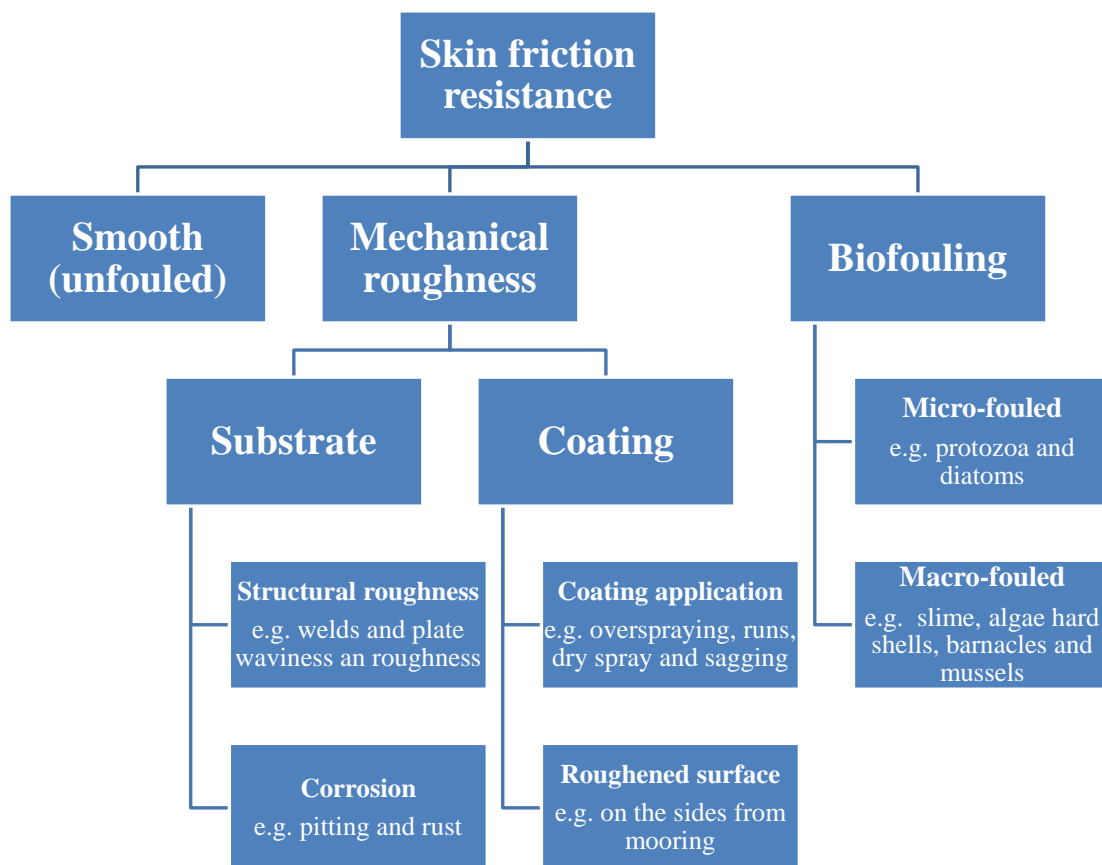 Skin friction
resistance
Smooth
(unfouled)
Mechanical
roughness
Biofouling
Substrate
Coating
Micro-fouled
e.g. protozoa and
diatoms
Structural roughness
e.g. welds and plate
waviness an roughness
Coating application
e.g. overspraying, runs,
dry spray and sagging
Macro-fouled
e.g. slime, algae hard
shells, barnacles and
mussels
Corrosion
e.g. pitting and rust
Roughened surface
e.g. on the sides from
mooring